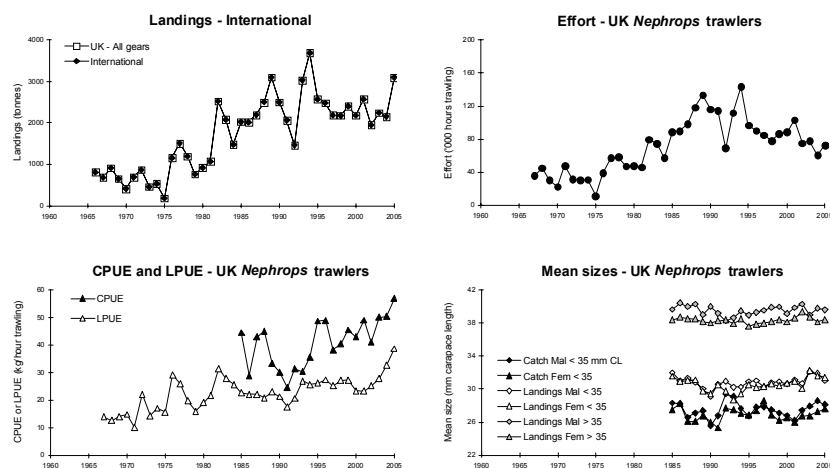 Landings - International
UK - All gears
International
Landings (tonnes)
4000
3000
2000
1000
0
1960 1965 1970 1975 1980 1985 1990 1995 2000 2005
Effort - UK Nephrops trawlers
Effort ('000 hours trawling)
200
160
120
80
40
0
1960 1965 1970 1975 1980 1985 1990 1995 2000 2005
CPUE and LPUE - UK Nephrops trawlers
CPUE
LPUE
CPUE or LPUE (kg/hour trawling)
60
50
40
30
20
10
0
1960 1965 1970 1975 1980 1985 1990 1995 2000 2005
Mean sizes - UK Nephrops trawlers
Mean size (mm carapace length)
42
38
34
30
26
22
Catch Mal < 35 mm CL
Catch Fem < 35
Landings Mal < 35
Landings Fem < 35
Landings Mal > 35
Landings Fem > 35
1960 1965 1970 1975 1980 1985 1990 1995 2000 2005